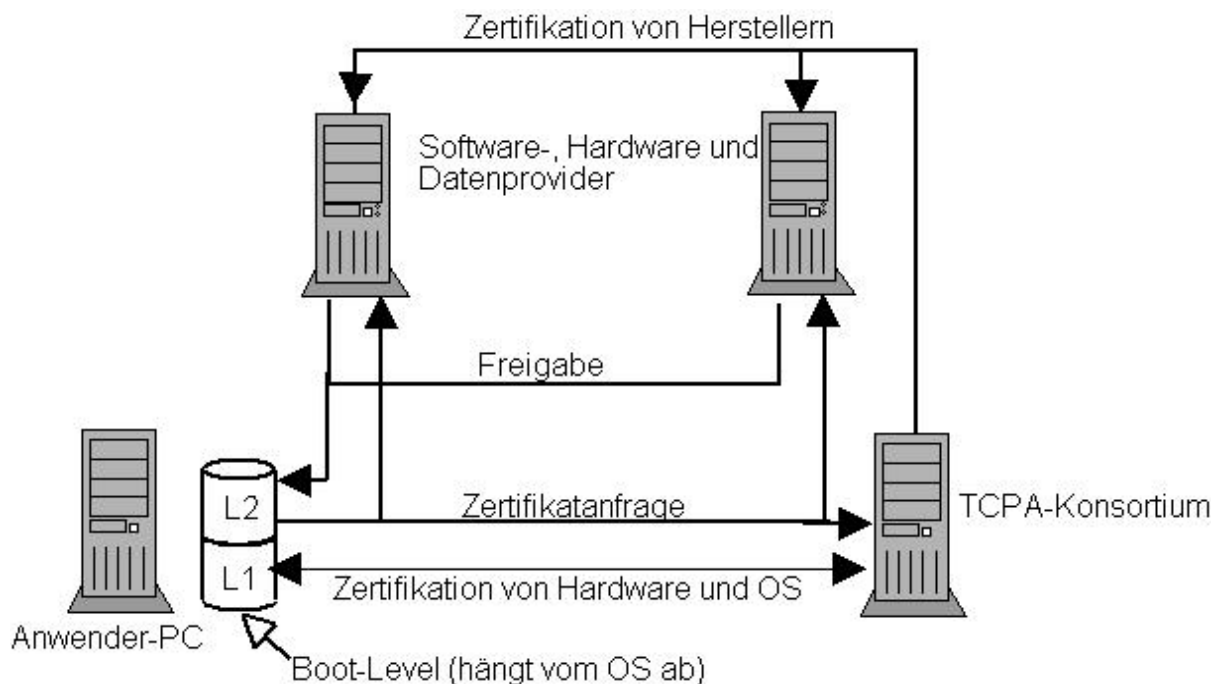 Zertifikation von Herstellern
Software-, Hardware und
Datenprovider
Freigabe
L2
Zertifikatanfrage
TCPA-Konsortium
L1
Zertifikation von Hardware und OS
Anwender-PC
Boot-Level (hängt vom OS ab)